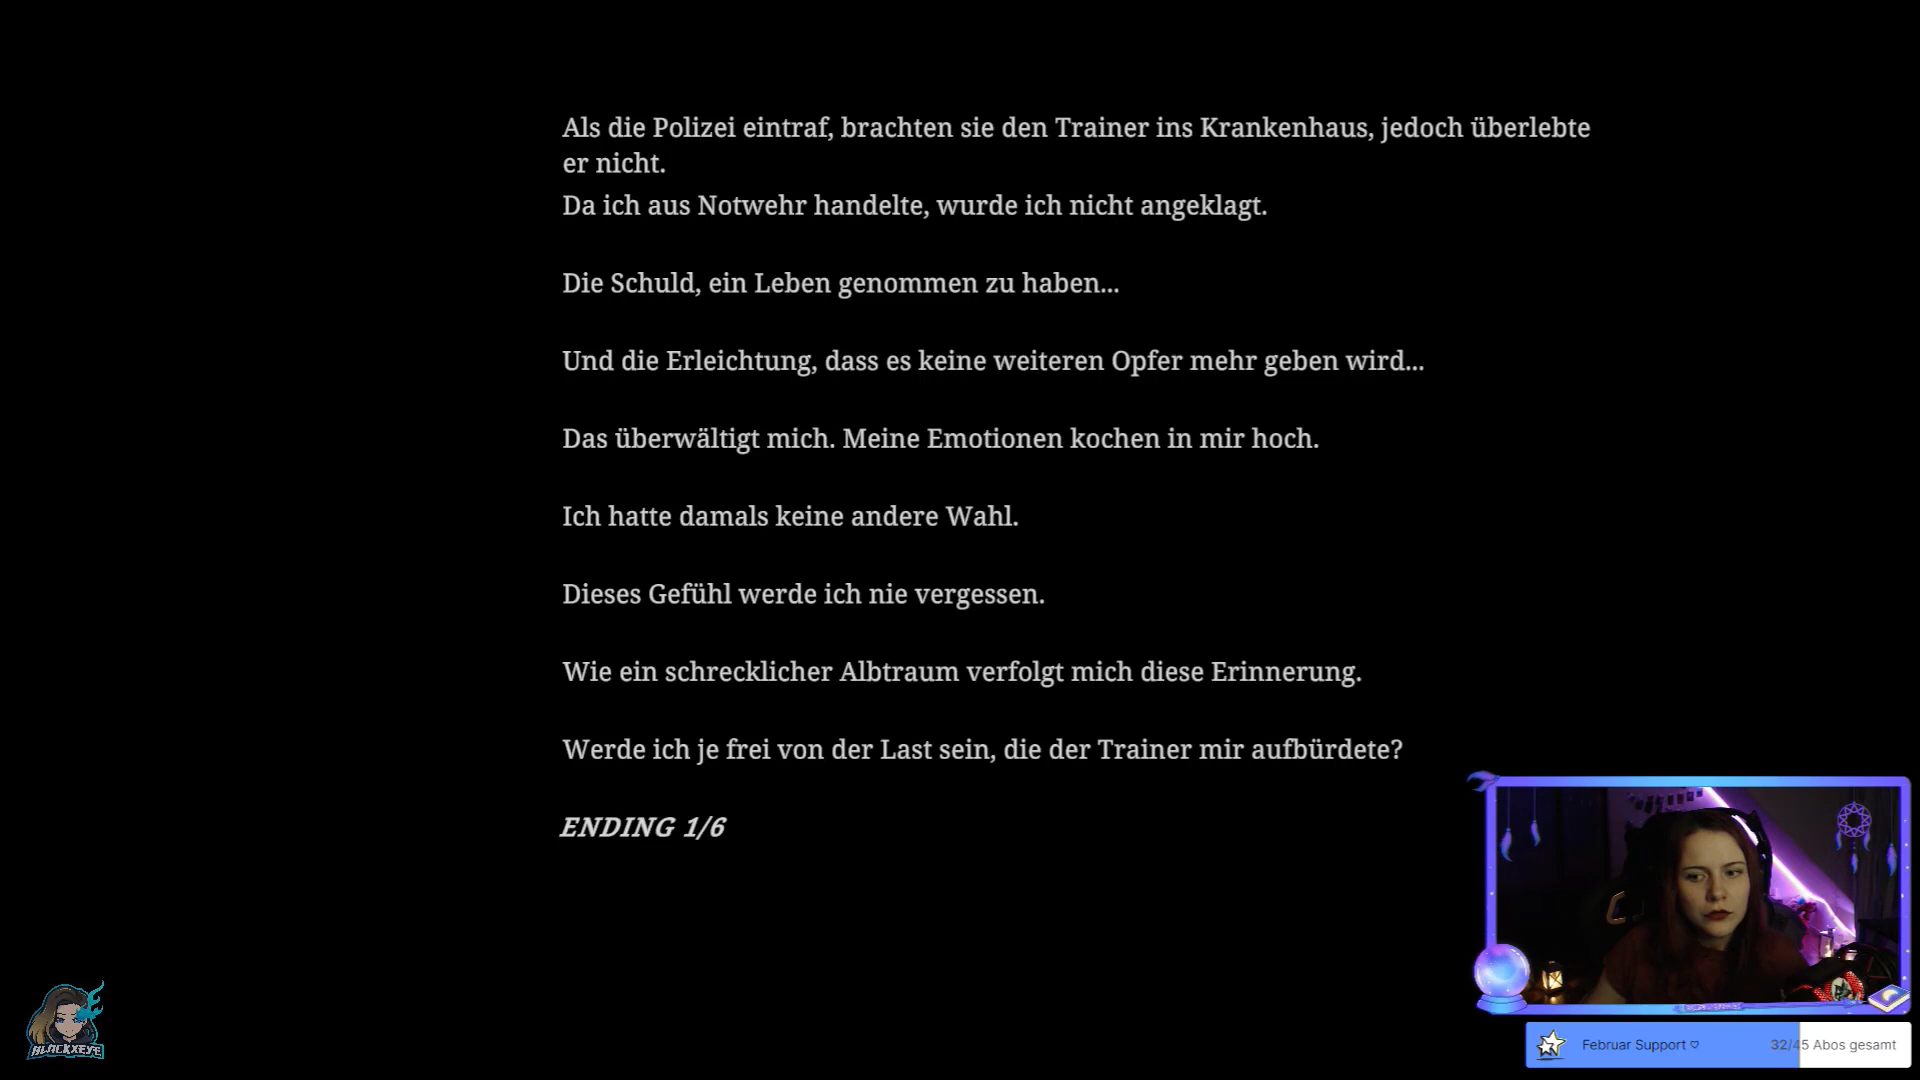 Als die Polizei eintraf, brachten sie den Trainer ins Krankenhaus, jedoch überlebte
er nicht.
Da ich aus Notwehr handelte, wurde ich nicht angeklagt.
Die Schuld, ein Leben genommen zu haben...
Und die Erleichtung, dass es keine weiteren Opfer mehr geben wird...
Das überwältigt mich. Meine Emotionen kochen in mir hoch.
Ich hatte damals keine andere Wahl.
Dieses Gefühl werde ich nie vergessen.
Wie ein schrecklicher Albtraum verfolgt mich diese Erinnerung.
Werde ich je frei von der Last sein, die der Trainer mir aufbürdete?
ENDING 1/6
BLACKXEYE
Februar Support ♡ 32/45 Abos gesamt